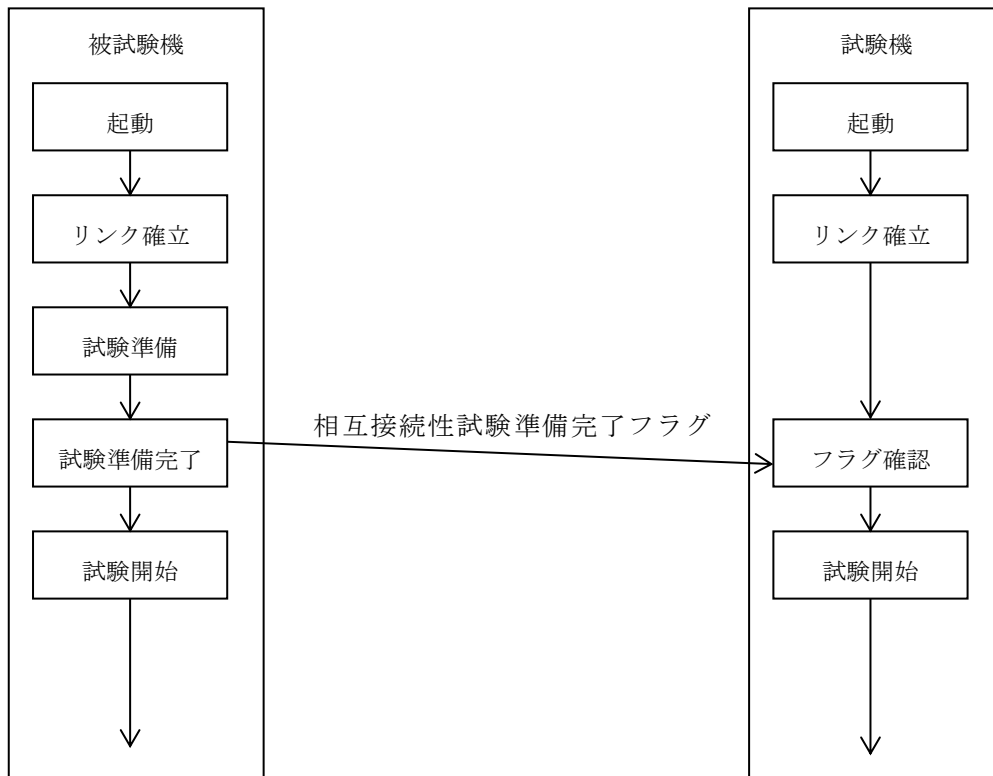 被試験機
起動
リンク確立
試験準備
試験準備完了
試験開始
相互接続性試験準備完了フラグ
試験機
起動
リンク確立
フラグ確認
試験開始